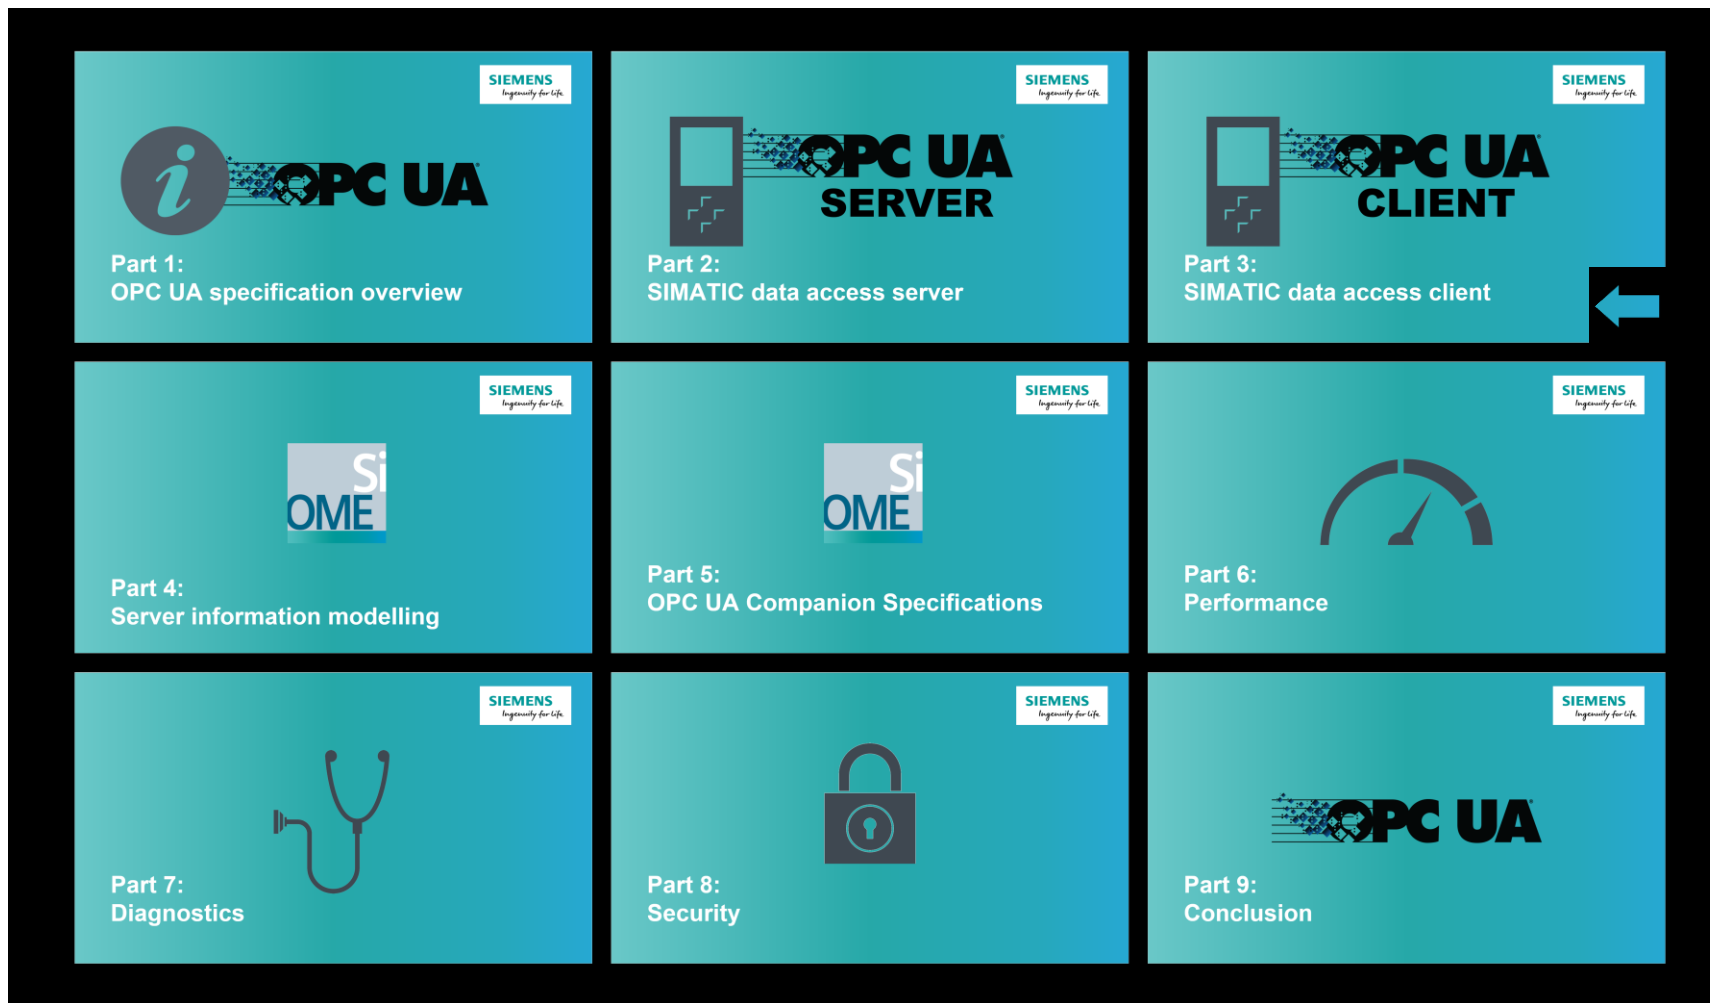 SIEMENS
Ingenuity for life
i
OPC UA
Part 1:
OPC UA specification overview
SIEMENS
Ingenuity for life
OPC UA
SERVER
Part 2:
SIMATIC data access server
SIEMENS
Ingenuity for life
OPC UA
CLIENT
Part 3:
SIMATIC data access client
SIEMENS
Ingenuity for life
Si
OME
Part 4:
Server information modelling
SIEMENS
Ingenuity for life
Si
OME
Part 5:
OPC UA Companion Specifications
SIEMENS
Ingenuity for life
Part 6:
Performance
SIEMENS
Ingenuity for life
Part 7:
Diagnostics
SIEMENS
Ingenuity for life
Part 8:
Security
SIEMENS
Ingenuity for life
OPC UA
Part 9:
Conclusion